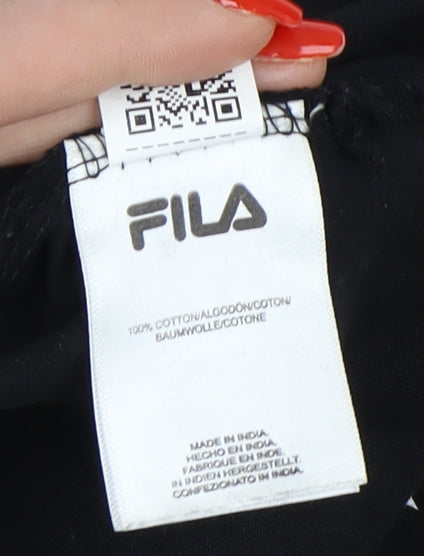 FILA
100% COTTON/ALGODÓN/COTON/
BAUMWOLLE/COTONE
MADE IN INDIA.
HECHO EN INDIA.
FABRIQUE EN INDE.
IN INDIEN HERGESTELLT.
CONFEZIONATO IN INDIA.